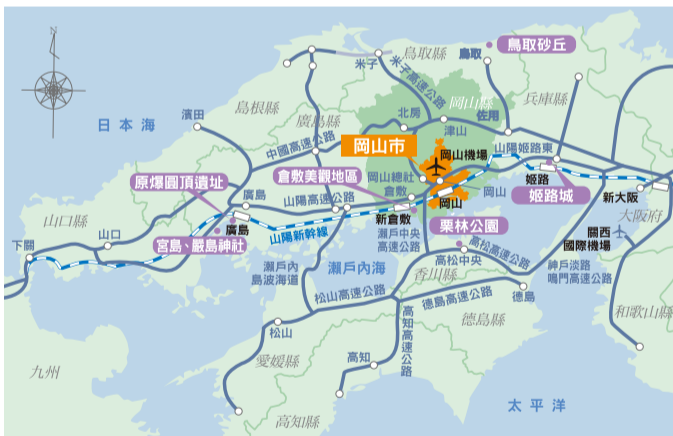 N
鳥取縣
鳥取砂丘
米子
鳥取
米子高速公路
島根縣
廣島縣
岡山縣
兵庫縣
日本海
濱田
北房
佐用
津山
中國高速公路
岡山市
岡山機場
山陽姬路東
原爆圓頂遺址
倉敷美觀地區
岡山總社
倉敷
岡山
岡山
姬路
姬路城
新大阪
大阪府
廣島
山陽高速公路
山口縣
新倉敷
栗林公園
廣島
關西
國際機場
山口
宮島、嚴島神社
山陽新幹線
瀨戶中央
高速公路
高松高速公路
下關
高松中央
瀨戶內
島波海道
瀨戶內海
香川縣
神戶淡路
鳴門高速公路
松山高速公路
德島高速公路
德島
和歌山縣
松山
高知高速公路
德島縣
九州
愛媛縣
高知
高知縣
太平洋